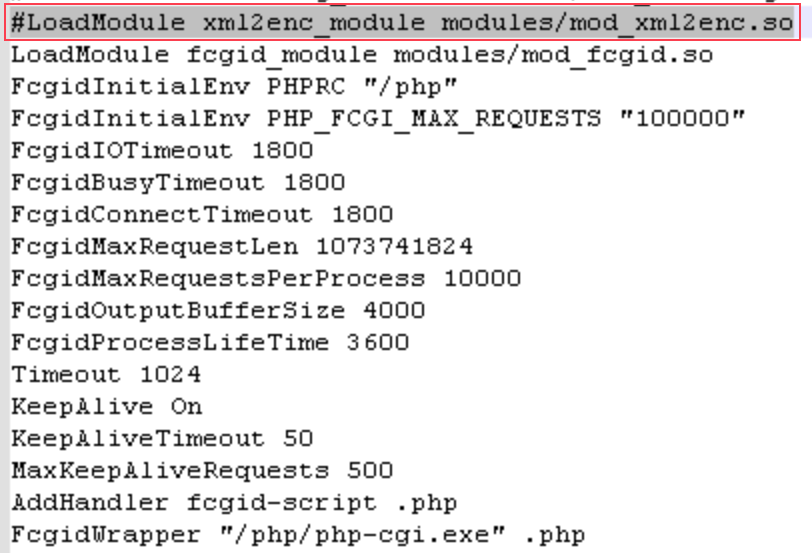 #LoadModule xml2enc_module modules/mod_xml2enc.so
LoadModule fcgid_module modules/mod_fcgid.so
FcgidInitialEnv PHPRC "/php"
FcgidInitialEnv PHP_FCGI_MAX_REQUESTS "100000"
FcgidIOTimeout 1800
FcgidBusyTimeout 1800
FcgidConnectTimeout 1800
FcgidMaxRequestLen 1073741824
FcgidMaxRequestsPerProcess 10000
FcgidOutputBufferSize 4000
FcgidProcessLifeTime 3600
Timeout 1024
KeepAlive On
KeepAliveTimeout 50
MaxKeepAliveRequests 500
AddHandler fcgid-script .php
FcgidWrapper "/php/php-cgi.exe" .php